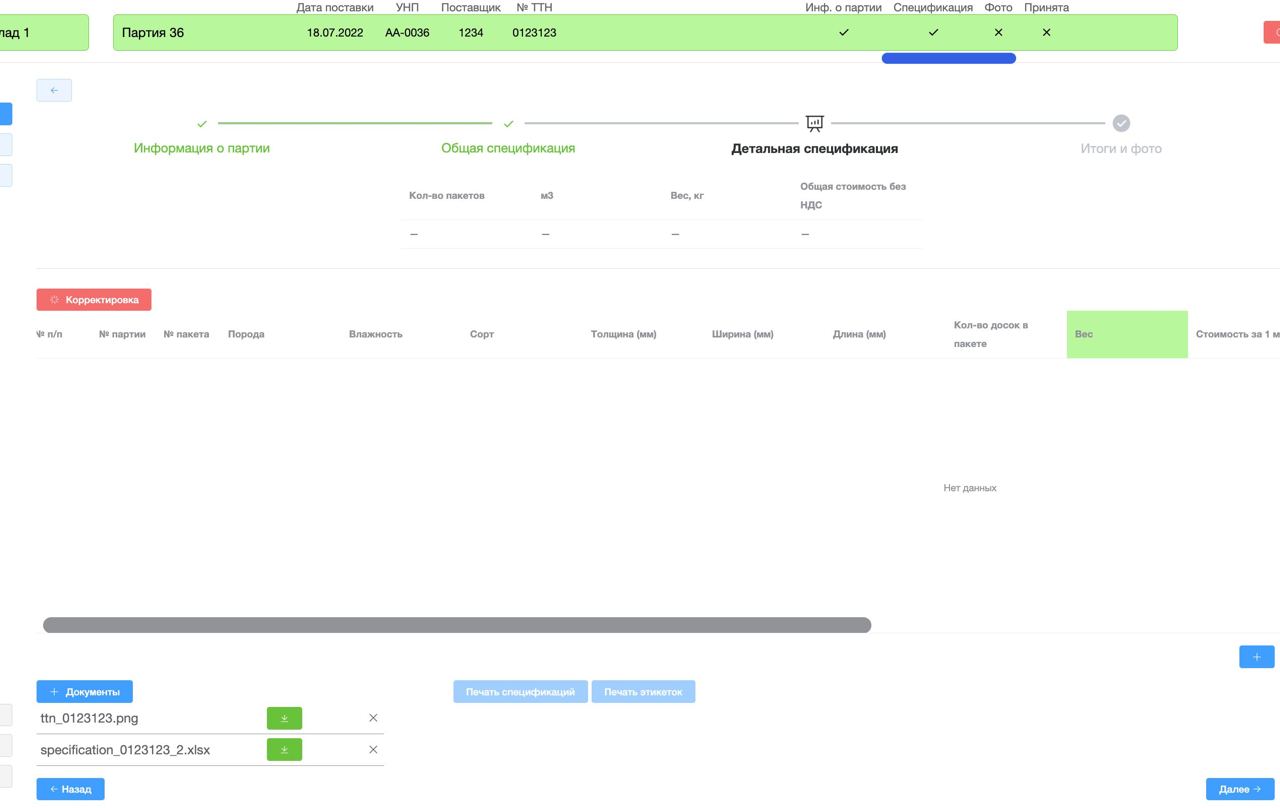 Дата поставки УНП Поставщик № ТТН Инф. о партии Спецификация Фото Принята
лад 1 Партия 36 18.07.2022 АА-0036 1234 0123123
Информация о партии Общая спецификация Детальная спецификация Итоги и фото
Кол-во пакетов м3 Вес, кг Общая стоимость без
НДС
— — — —
Корректировка
№ п/п № партии № пакета Порода Влажность Сорт Толщина (мм) Ширина (мм) Длина (мм) Кол-во досок в Вес Стоимость за 1 м
пакете
Нет данных
+
+ Документы Печать спецификаций Печать этикеток
ttn_0123123.png
specification_0123123_2.xlsx
← Назад Далее →